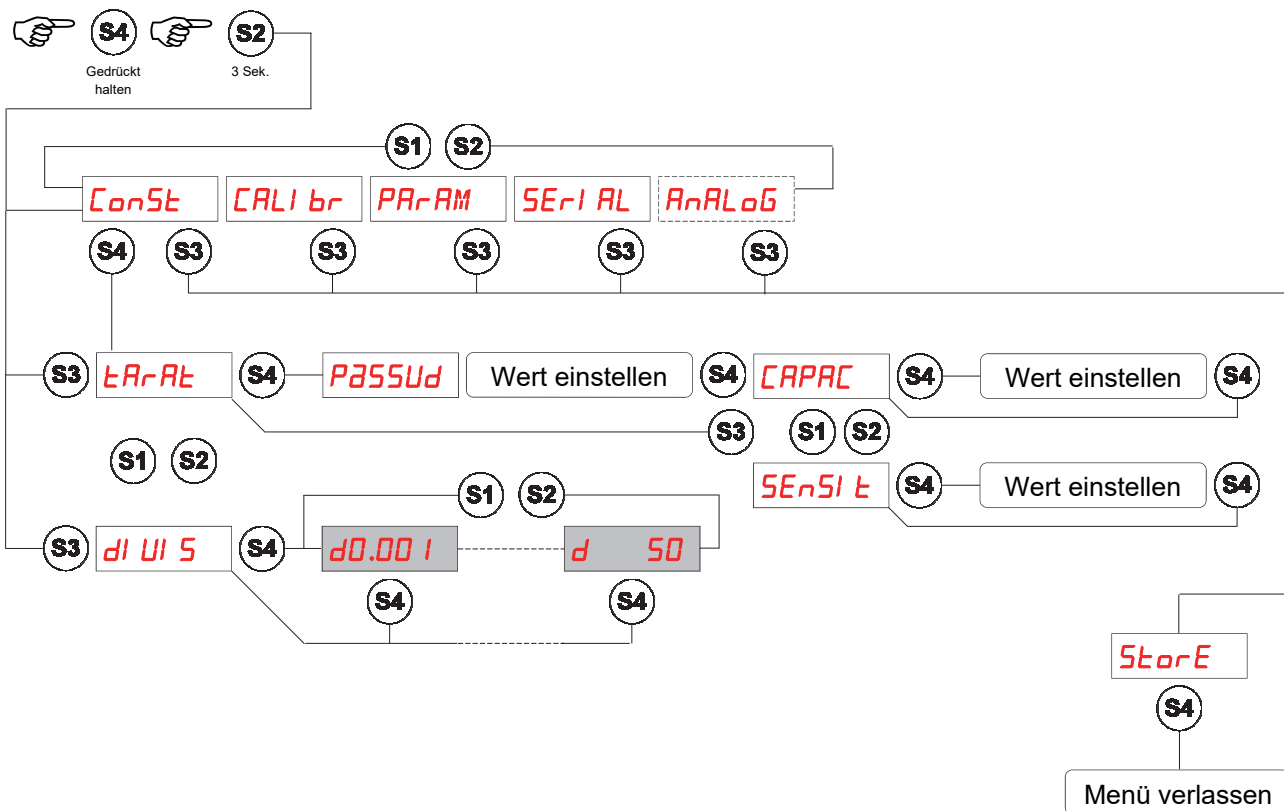 S4 S2
Gedrückt
halten
3 Sek.
S1 S2
ConSt CALIbr PArAM SErIAL AnALoG
S4 S3 S3 S3 S3 S3
S3 tArAt S4 PaSSUd Wert einstellen S4 CAPAC S4 Wert einstellen S4
S3 S1 S2
S1 S2
SEnSIt S4 Wert einstellen S4
S1 S2
S3 dIUIS S4 d0.001 d 50
S4 S4
StorE
S4
Menü verlassen